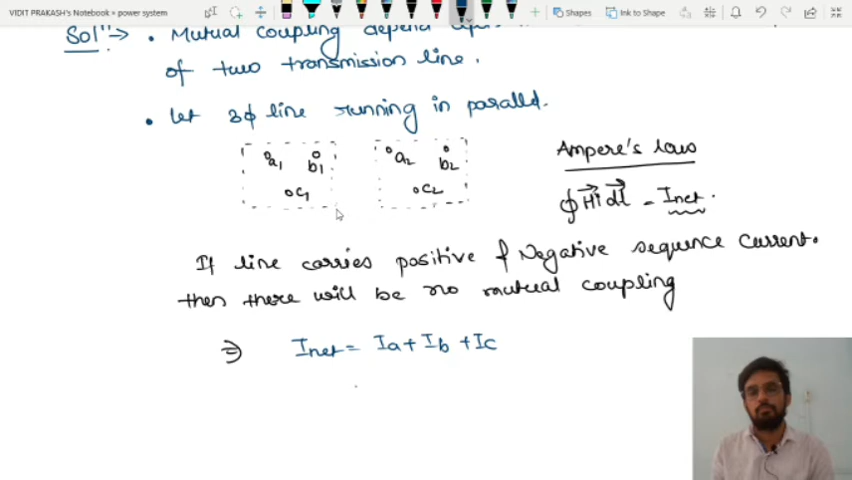 VIDIT PRAKASH's Notebook » power system
Shapes
Ink to Shape
Solⁿ:→ • Mutual coupling depend
of two transmission line.
• Let 3ϕ line running in parallel.
a₁ b₁ a₂ b₂
c₁ c₂
Ampere's law
∮H.dl = Inet.
If line carries positive & Negative sequence current.
then there will be no mutual coupling
⇒ Inet = Ia + Ib + Ic